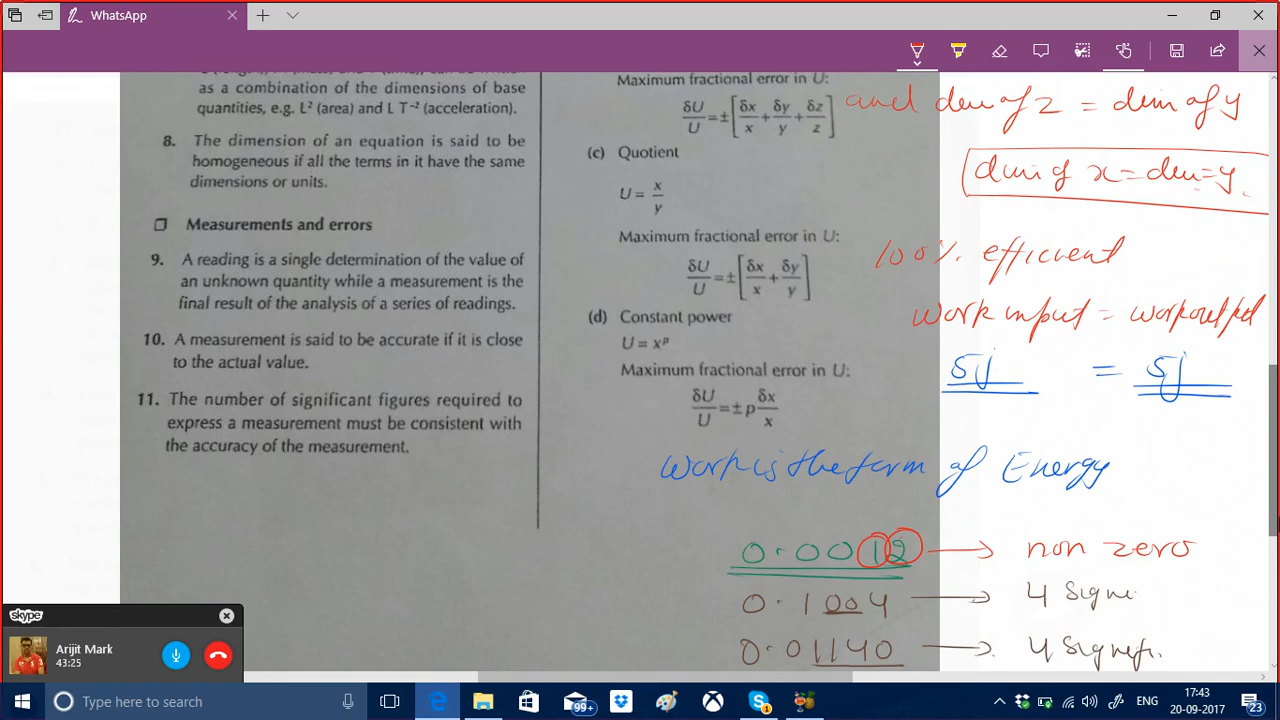 WhatsApp
as a combination of the dimensions of base
quantities, e.g. L² (area) and L T⁻² (acceleration).
8. The dimension of an equation is said to be
homogeneous if all the terms in it have the same
dimensions or units.
Measurements and errors
9. A reading is a single determination of the value of
an unknown quantity while a measurement is the
final result of the analysis of a series of readings.
10. A measurement is said to be accurate if it is close
to the actual value.
11. The number of significant figures required to
express a measurement must be consistent with
the accuracy of the measurement.
Maximum fractional error in U:
δU/U = ± [δx/x + δy/y + δz/z]
(c) Quotient
U = x/y
Maximum fractional error in U:
δU/U = ± [δx/x + δy/y]
(d) Constant power
U = xᵖ
Maximum fractional error in U:
δU/U = ± p δx/x
and dim of z = dim of y
dim of x = dim = y
100% efficient
work input = work output
5J = 5J
Work is the form of Energy
0.0012 → non zero
0.1004 → 4 Signi
0.01140 → 4 Signifi.
skype
Arijit Mark
43:25
Type here to search
99+
1
ENG
17:43
20-09-2017
23